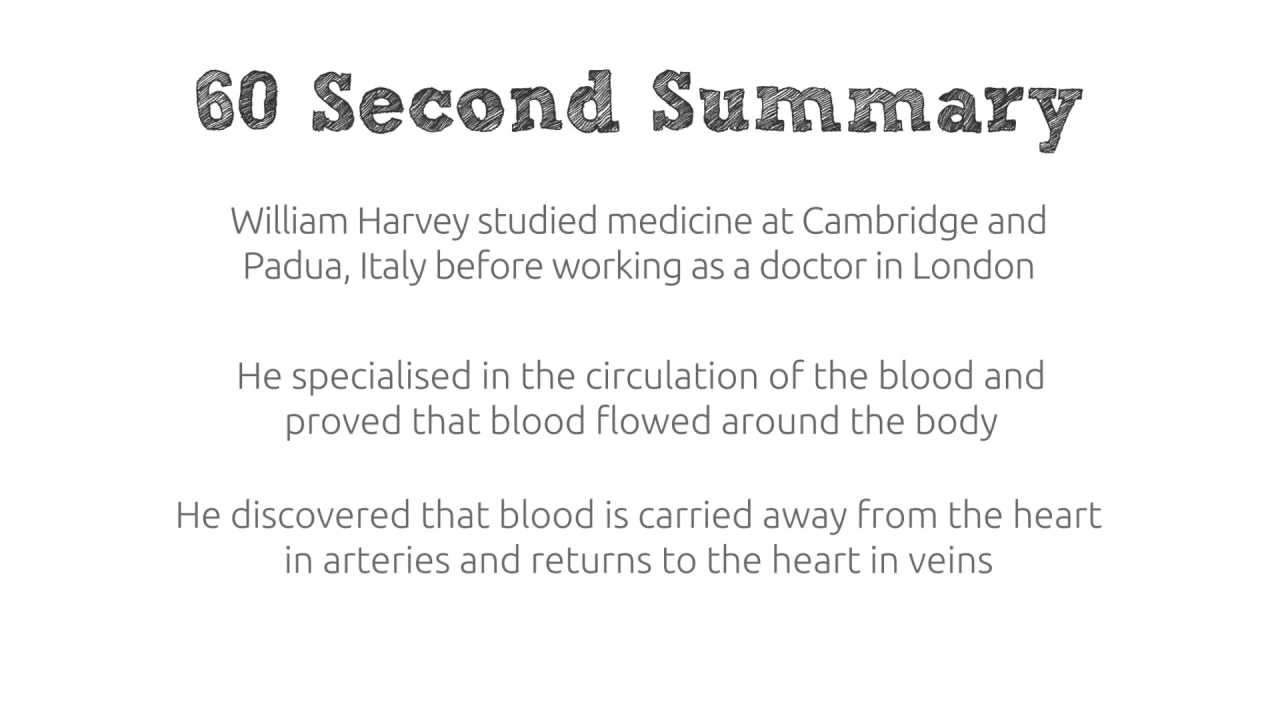 60 Second Summary
William Harvey studied medicine at Cambridge and
Padua, Italy before working as a doctor in London
He specialised in the circulation of the blood and
proved that blood flowed around the body
He discovered that blood is carried away from the heart
in arteries and returns to the heart in veins